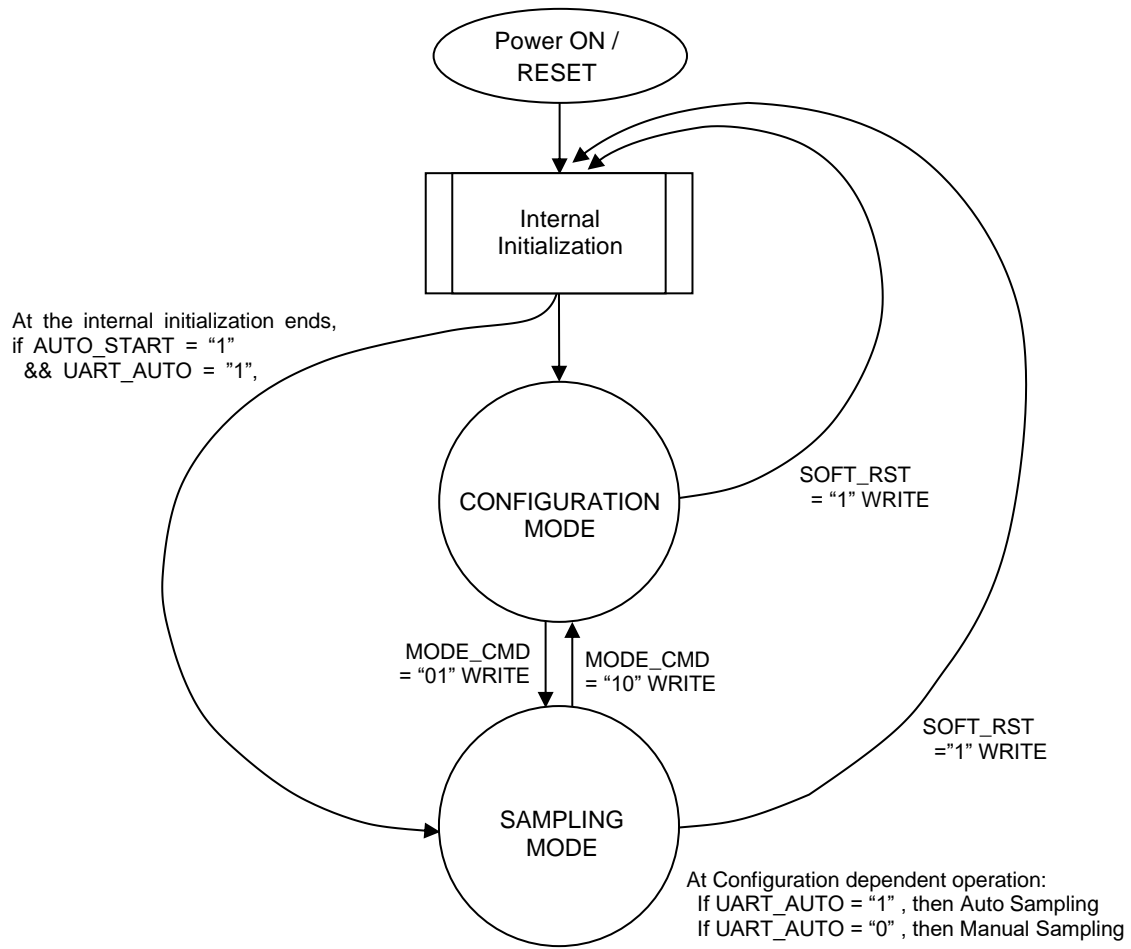 Power ON /
RESET
Internal
Initialization
At the internal initialization ends,
if AUTO_START = “1”
&& UART_AUTO = ”1”,
CONFIGURATION
MODE
SOFT_RST
= “1” WRITE
MODE_CMD
= “01” WRITE
MODE_CMD
= “10” WRITE
SOFT_RST
=”1” WRITE
SAMPLING
MODE
At Configuration dependent operation:
If UART_AUTO = “1” , then Auto Sampling
If UART_AUTO = “0” , then Manual Sampling